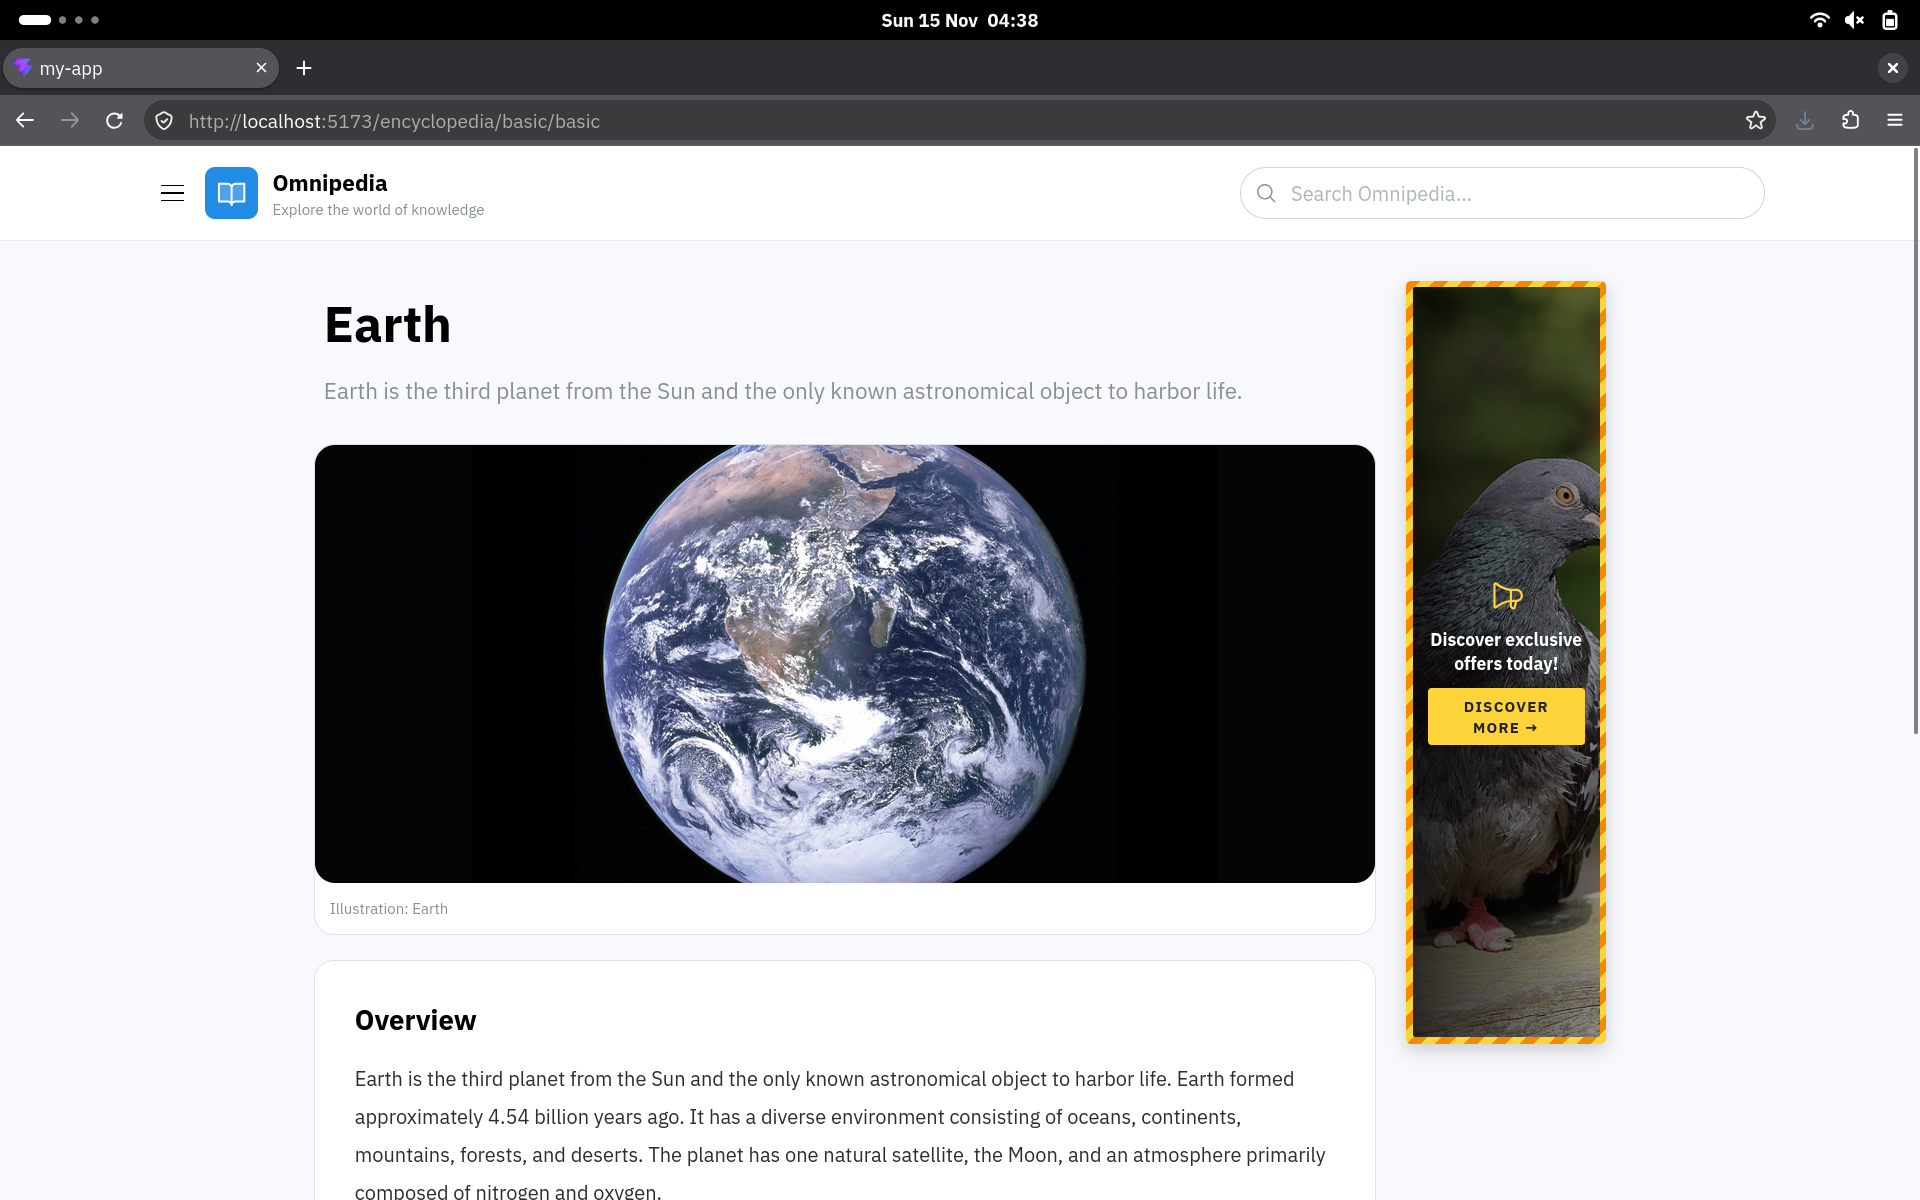 Sun 15 Nov  04:38
my-app
http://localhost:5173/encyclopedia/basic/basic
Omnipedia
Explore the world of knowledge
Search Omnipedia...
Earth
Earth is the third planet from the Sun and the only known astronomical object to harbor life.
Illustration: Earth
Overview
Earth is the third planet from the Sun and the only known astronomical object to harbor life. Earth formed
approximately 4.54 billion years ago. It has a diverse environment consisting of oceans, continents,
mountains, forests, and deserts. The planet has one natural satellite, the Moon, and an atmosphere primarily
composed of nitrogen and oxygen.
Discover exclusive
offers today!
DISCOVER
MORE →